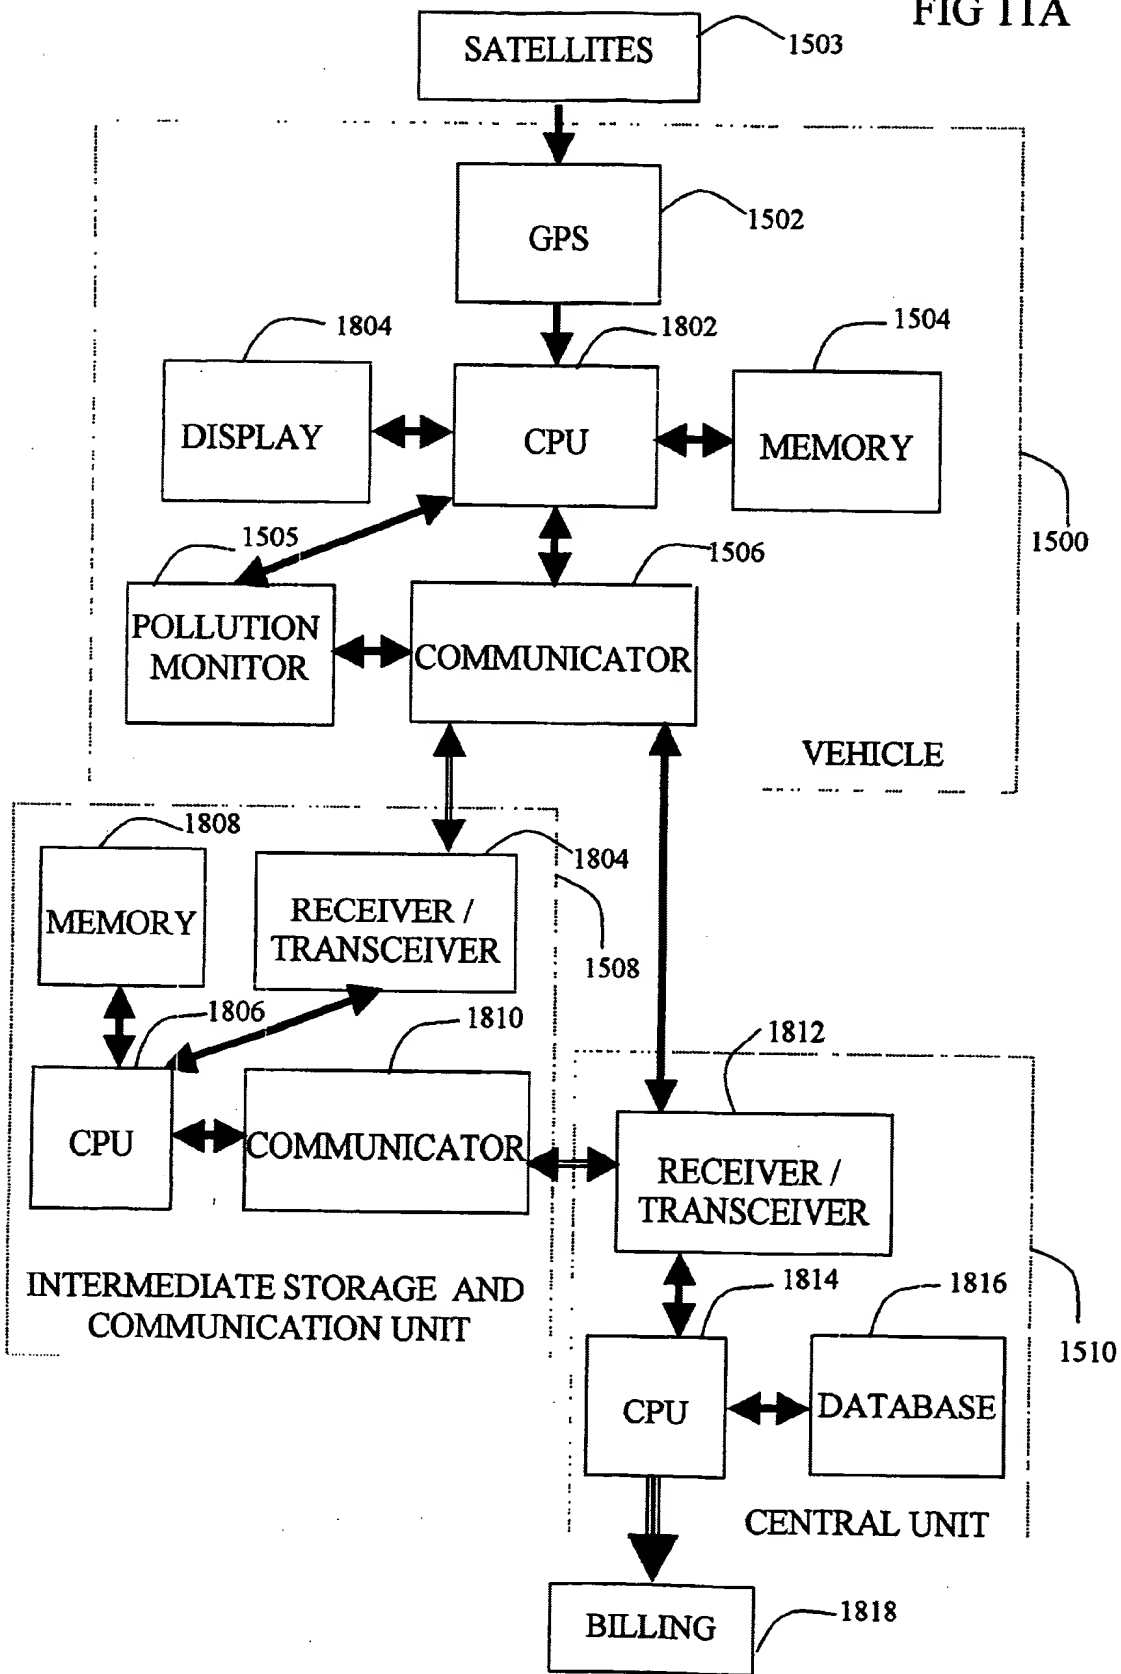 FIG 11A
SATELLITES
1503
GPS
1502
1804
1802
1504
DISPLAY
CPU
MEMORY
1505
1506
1500
POLLUTION
MONITOR
COMMUNICATOR
VEHICLE
1808
1804
MEMORY
RECEIVER /
TRANSCEIVER
1508
1806
1810
1812
CPU
COMMUNICATOR
RECEIVER /
TRANSCEIVER
INTERMEDIATE STORAGE AND
COMMUNICATION UNIT
1814
1816
1510
CPU
DATABASE
CENTRAL UNIT
BILLING
1818